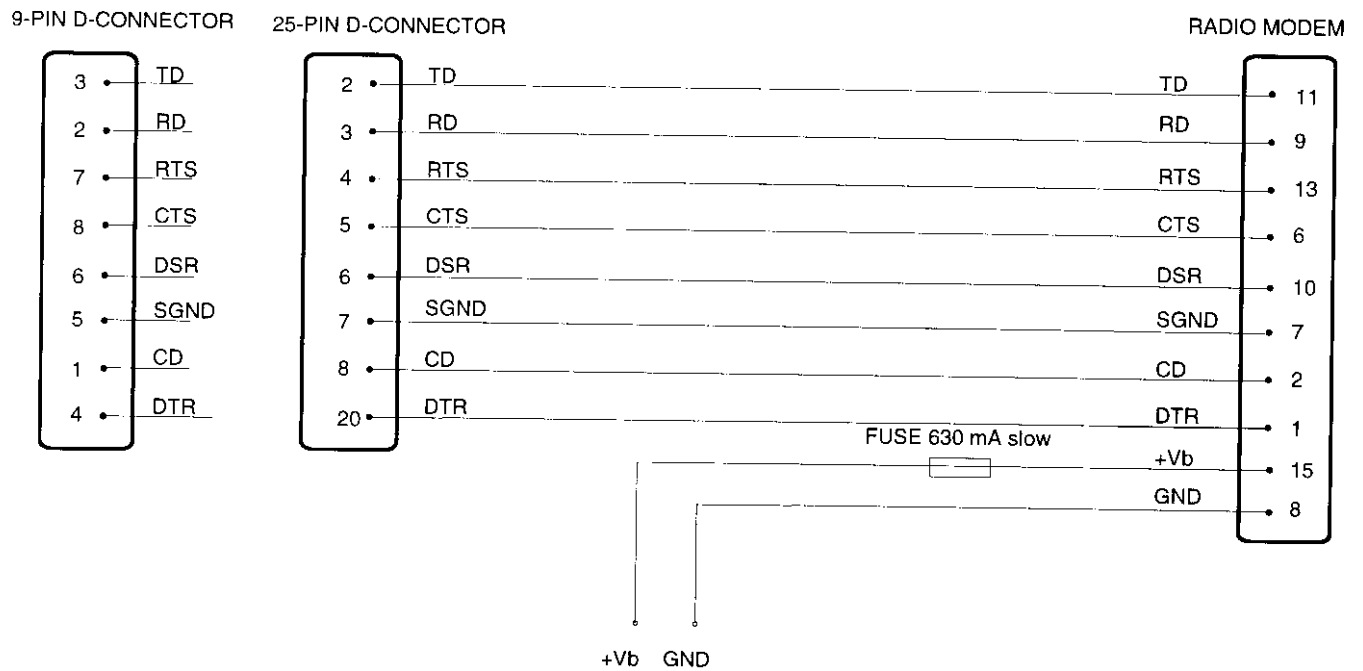 9-PIN D-CONNECTOR 25-PIN D-CONNECTOR RADIO MODEM
3 TD 2 TD TD 11
2 RD 3 RD RD 9
7 RTS 4 RTS RTS 13
8 CTS 5 CTS CTS 6
6 DSR 6 DSR DSR 10
5 SGND 7 SGND SGND 7
1 CD 8 CD CD 2
4 DTR 20 DTR DTR 1
FUSE 630 mA slow +Vb 15
GND 8
+Vb GND